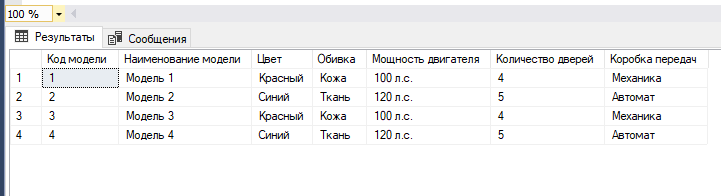 100 %
Результаты Сообщения
Код модели Наименование модели Цвет Обивка Мощность двигателя Количество дверей Коробка передач
1 1 Модель 1 Красный Кожа 100 л.с. 4 Механика
2 2 Модель 2 Синий Ткань 120 л.с. 5 Автомат
3 3 Модель 3 Красный Кожа 100 л.с. 4 Механика
4 4 Модель 4 Синий Ткань 120 л.с. 5 Автомат